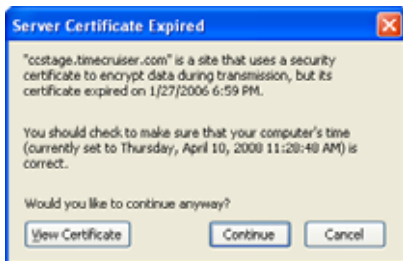 Server Certificate Expired
"ccstage.timecruiser.com" is a site that uses a security
certificate to encrypt data during transmission, but its
certificate expired on 1/27/2006 6:59 PM.
You should check to make sure that your computer's time
(currently set to Thursday, April 10, 2008 11:28:48 AM) is
correct.
Would you like to continue anyway?
View Certificate
Continue
Cancel